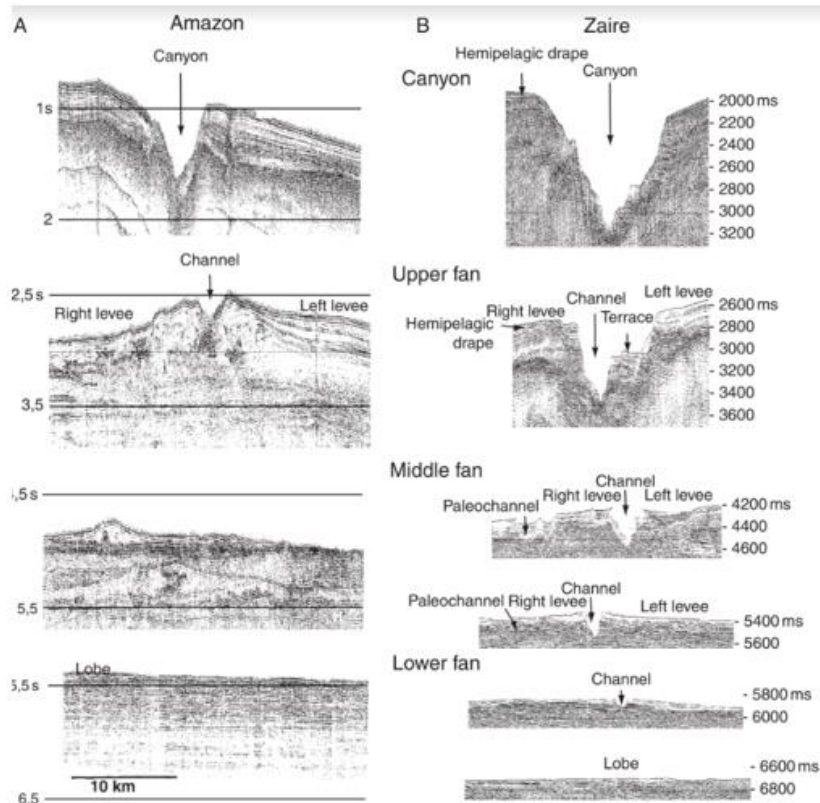 A
Amazon
Canyon
1s
2
Channel
2,5 s
Right levee
Left levee
3,5
,5 s
5,5
Lobe
5,5s
10 km
6.5
B
Zaire
Hemipelagic drape
Canyon
Canyon
2000 ms
2200
2400
2600
2800
3000
3200
Upper fan
Right levee
Channel
Left levee
Terrace
Hemipelagic
drape
2600 ms
2800
3000
3200
3400
3600
Middle fan
Channel
Right levee
Left levee
Paleochannel
4200 ms
4400
4600
Channel
Paleochannel
Right levee
Left levee
5400 ms
5600
Lower fan
Channel
5800 ms
6000
Lobe
6600 ms
6800